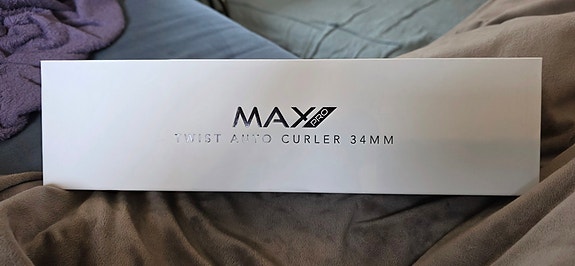 MAX PRO
TWIST AUTO CURLER 34MM